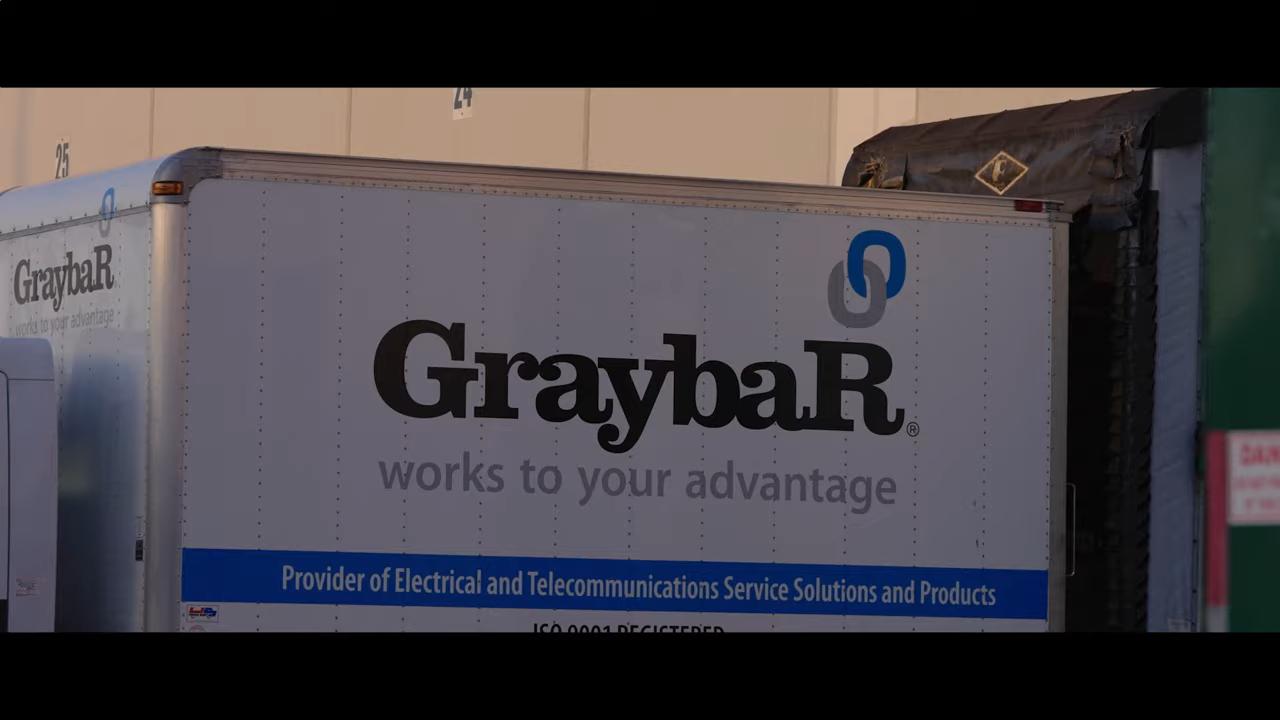 25
24
GraybaR
works to your advantage
GraybaR®
works to your advantage
Provider of Electrical and Telecommunications Service Solutions and Products
ISO 9001 REGISTERED